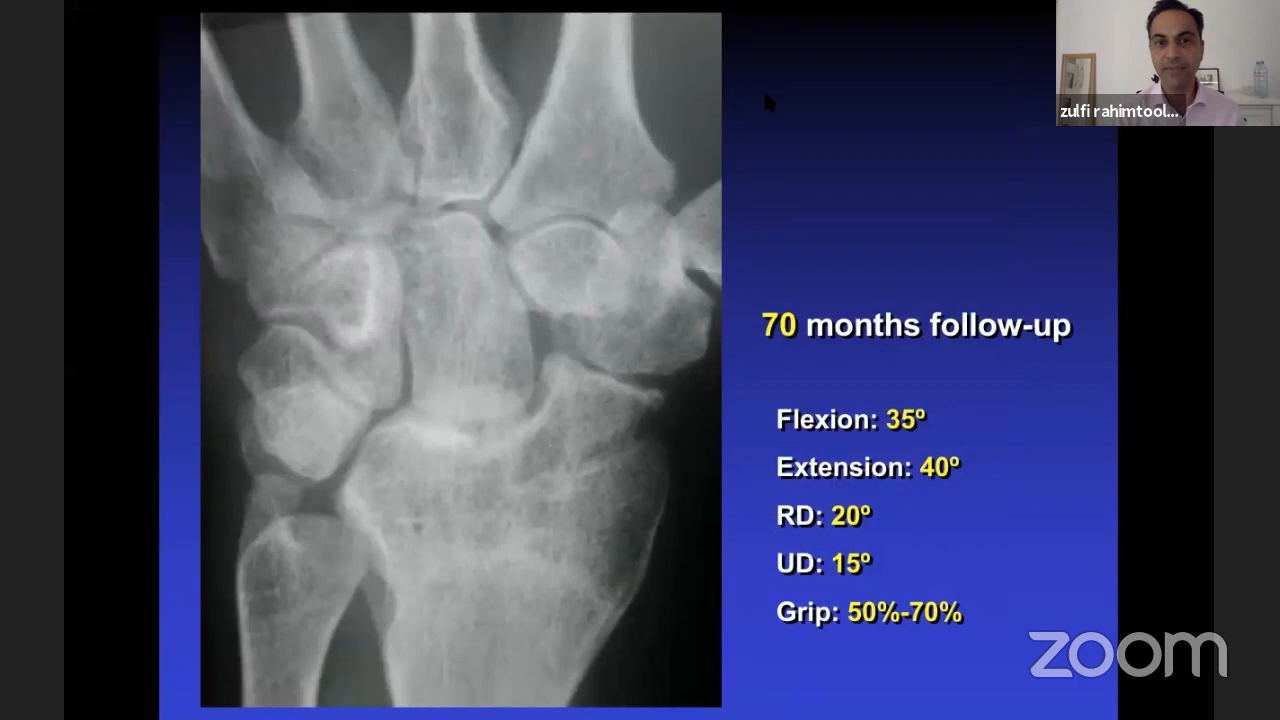 zulfi rahimtool...
70 months follow-up
Flexion: 35º
Extension: 40º
RD: 20º
UD: 15º
Grip: 50%-70%
zoom